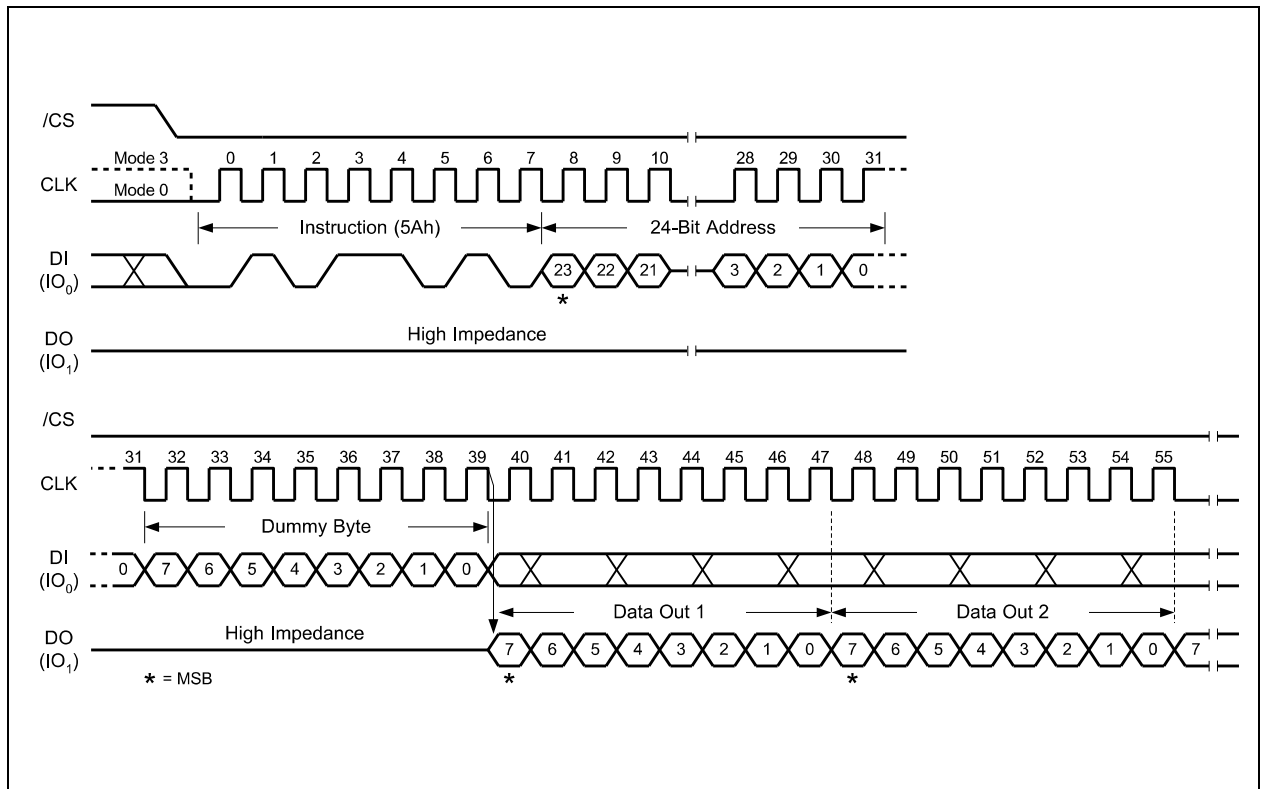 /CS
Mode 3 0 1 2 3 4 5 6 7 8 9 10 28 29 30 31
CLK
Mode 0
Instruction (5Ah) 24-Bit Address
DI
(IO0)
23 22 21 3 2 1 0
*
High Impedance
DO
(IO1)
/CS
31 32 33 34 35 36 37 38 39 40 41 42 43 44 45 46 47 48 49 50 51 52 53 54 55
CLK
Dummy Byte
DI
(IO0)
0 7 6 5 4 3 2 1 0
Data Out 1 Data Out 2
High Impedance
DO
(IO1)
7 6 5 4 3 2 1 0 7 6 5 4 3 2 1 0 7
* = MSB * *